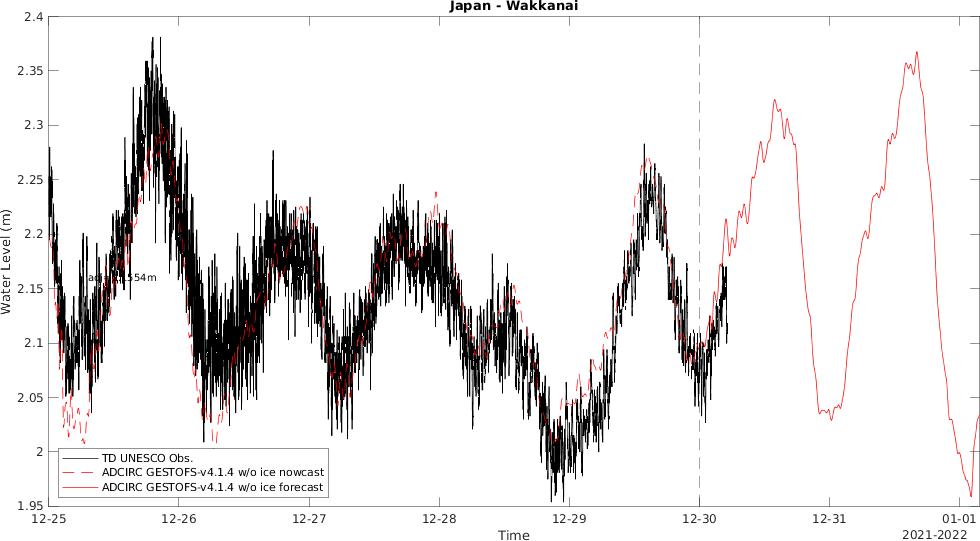 Japan - Wakkanai
2.4
2.35
2.3
2.25
2.2
2.15
2.1
2.05
2
1.95
Water Level (m)
554m
TD UNESCO Obs.
ADCIRC GESTOFS-v4.1.4 w/o ice nowcast
ADCIRC GESTOFS-v4.1.4 w/o ice forecast
12-25
12-26
12-27
12-28
12-29
12-30
12-31
01-01
Time
2021-2022